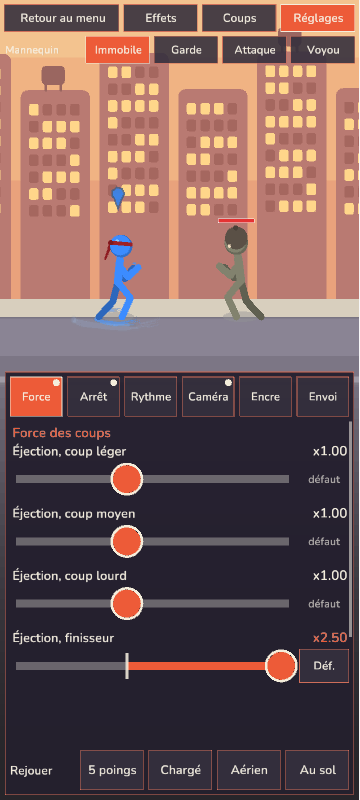 Retour au menu Effets Coups Réglages
Mannequin Immobile Garde Attaque Voyou
Force Arrêt Rythme Caméra Encre Envoi
Force des coups
Éjection, coup léger x1.00
défaut
Éjection, coup moyen x1.00
défaut
Éjection, coup lourd x1.00
défaut
Éjection, finisseur x2.50
Déf.
Rejouer 5 poings Chargé Aérien Au sol